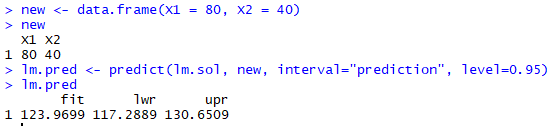 > new <- data.frame(X1 = 80, X2 = 40)
> new
  X1 X2
1 80 40
> lm.pred <- predict(lm.sol, new, interval="prediction", level=0.95)
> lm.pred
       fit      lwr      upr
1 123.9699 117.2889 130.6509